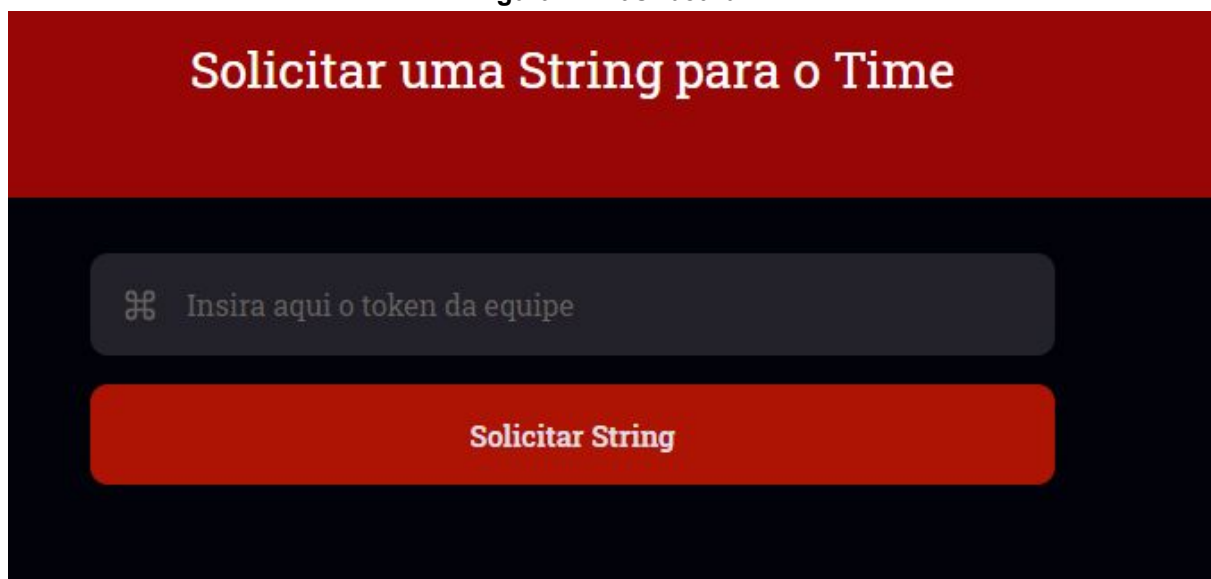 Solicitar uma String para o Time
⌘ Insira aqui o token da equipe
Solicitar String